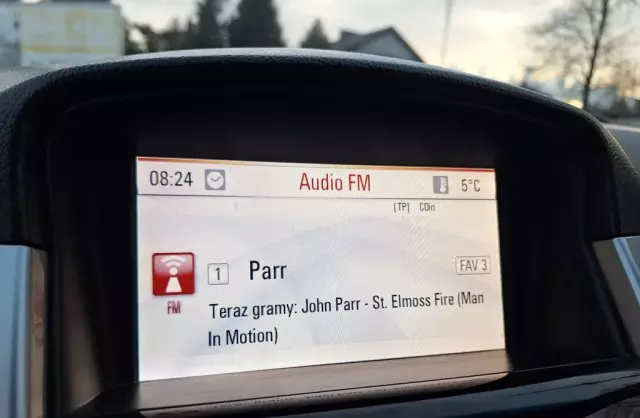 08:24 Audio FM 5°C
[TP] CDin
1 Parr FAV 3
FM
Teraz gramy: John Parr - St. Elmoss Fire (Man
In Motion)